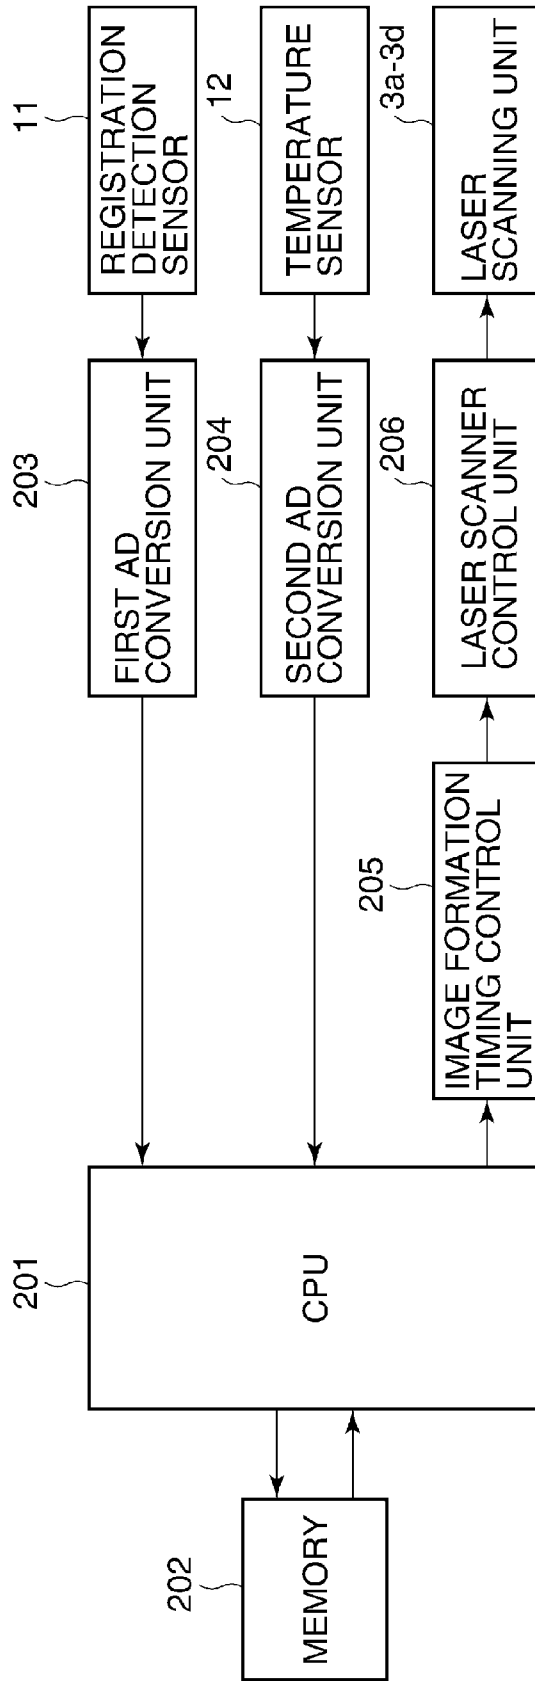 202
MEMORY
201
CPU
203
FIRST AD
CONVERSION UNIT
11
REGISTRATION
DETECTION
SENSOR
204
SECOND AD
CONVERSION UNIT
12
TEMPERATURE
SENSOR
205
IMAGE FORMATION
TIMING CONTROL
UNIT
206
LASER SCANNER
CONTROL UNIT
3a-3d
LASER
SCANNING UNIT